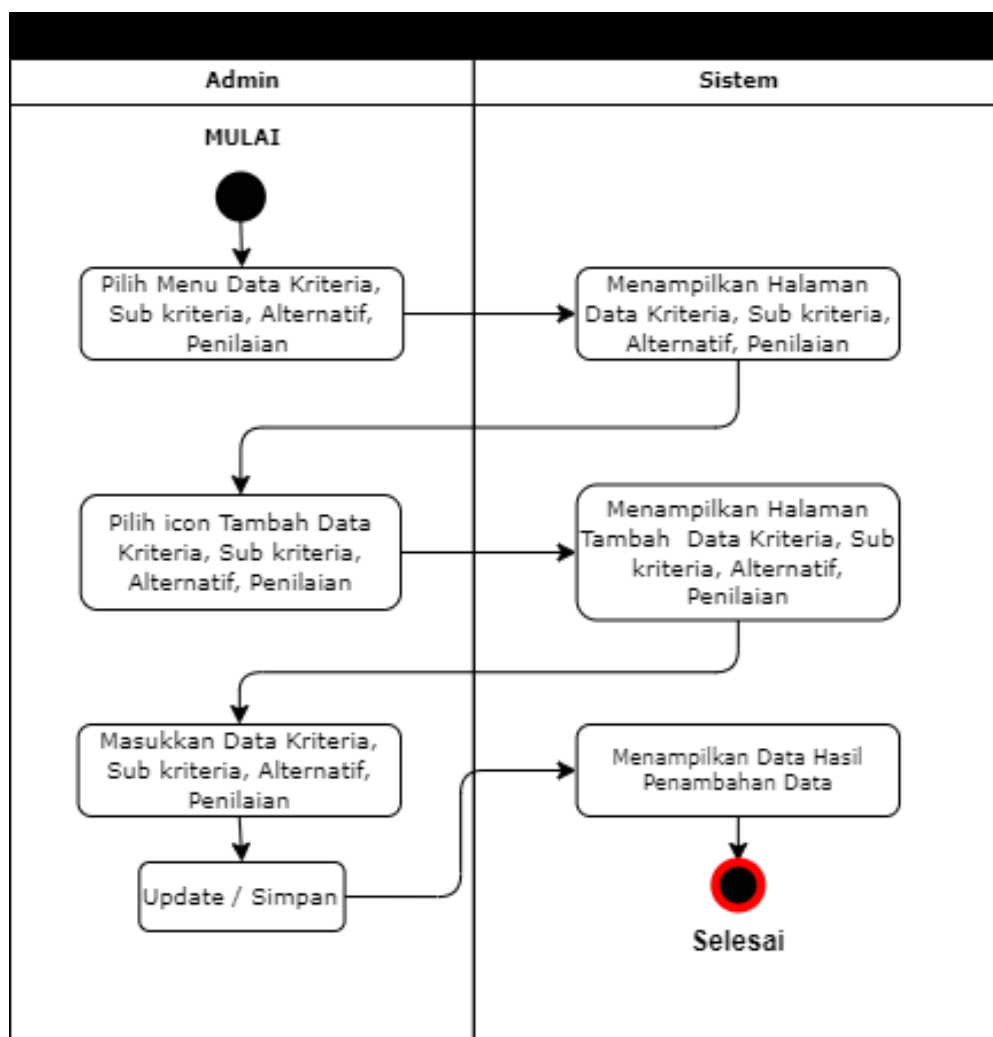 Admin
Sistem
MULAI
Pilih Menu Data Kriteria,
Sub kriteria, Alternatif,
Penilaian
Menampilkan Halaman
Data Kriteria, Sub kriteria,
Alternatif, Penilaian
Pilih icon Tambah Data
Kriteria, Sub kriteria,
Alternatif, Penilaian
Menampilkan Halaman
Tambah  Data Kriteria, Sub
kriteria, Alternatif,
Penilaian
Masukkan Data Kriteria,
Sub kriteria, Alternatif,
Penilaian
Menampilkan Data Hasil
Penambahan Data
Update / Simpan
Selesai